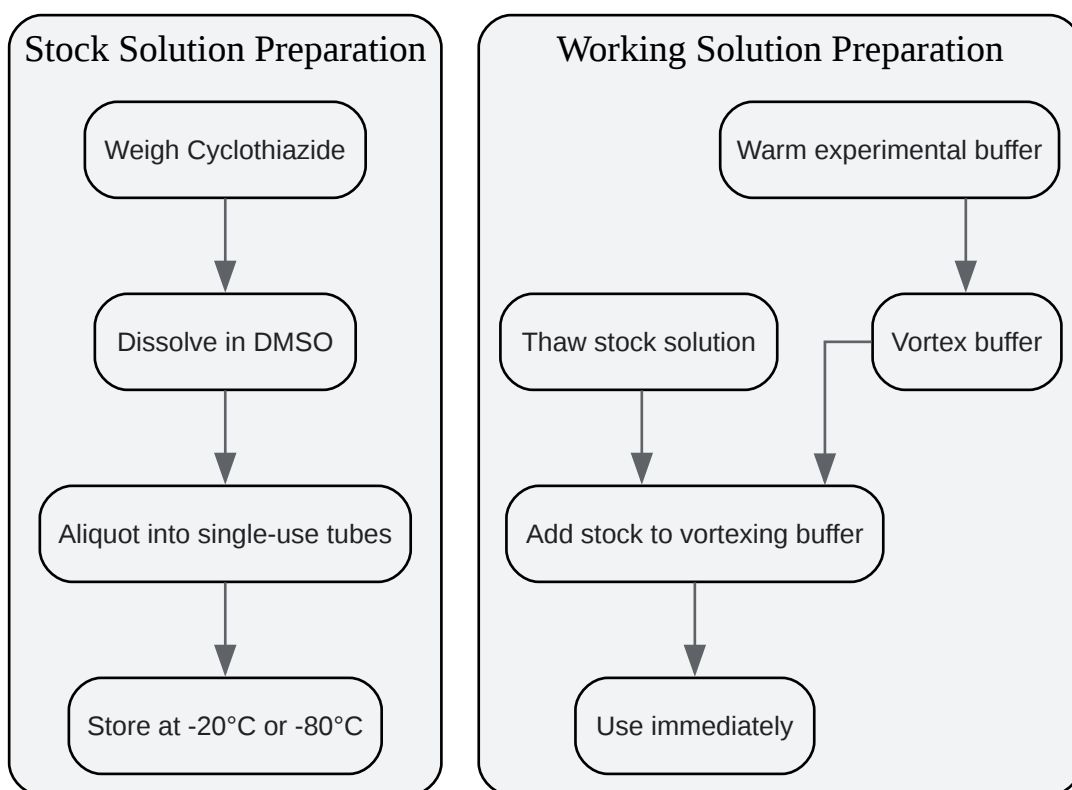 Stock Solution Preparation
Weigh Cyclothiazide
Dissolve in DMSO
Aliquot into single-use tubes
Store at -20°C or -80°C
Working Solution Preparation
Warm experimental buffer
Thaw stock solution
Vortex buffer
Add stock to vortexing buffer
Use immediately